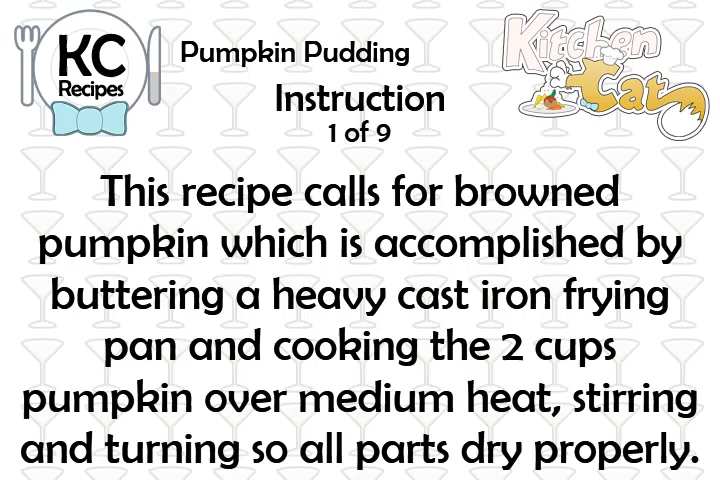 KC
Recipes
Pumpkin Pudding
Kitchen
Cat
Instruction
1 of 9
This recipe calls for browned
pumpkin which is accomplished by
buttering a heavy cast iron frying
pan and cooking the 2 cups
pumpkin over medium heat, stirring
and turning so all parts dry properly.